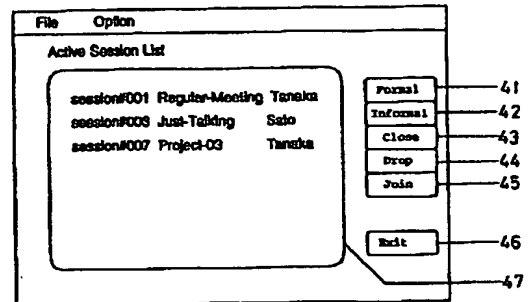 File Option
Active Session List
session#001 Regular-Meeting Tanaka
session#003 Just-Talking Sato
session#007 Project-03 Tanaka
Formal
Informal
Close
Drop
Join
Exit
41
42
43
44
45
46
47